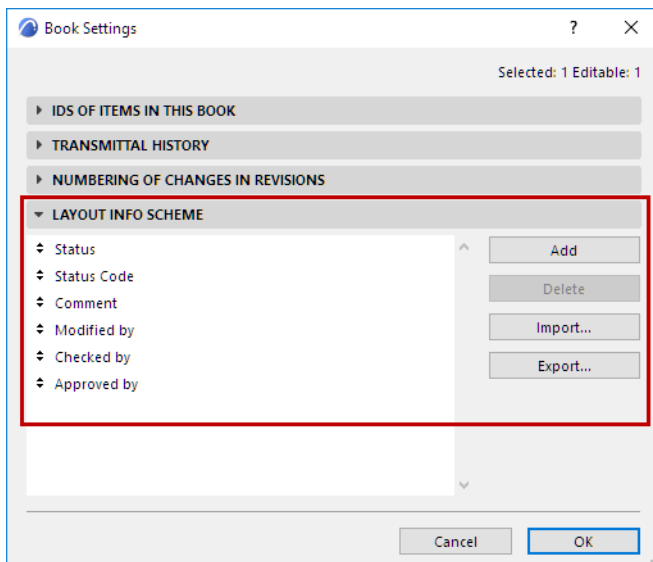 Book Settings
?
Selected: 1 Editable: 1
IDS OF ITEMS IN THIS BOOK
TRANSMITTAL HISTORY
NUMBERING OF CHANGES IN REVISIONS
LAYOUT INFO SCHEME
Status
Status Code
Comment
Modified by
Checked by
Approved by
Add
Delete
Import...
Export...
Cancel
OK